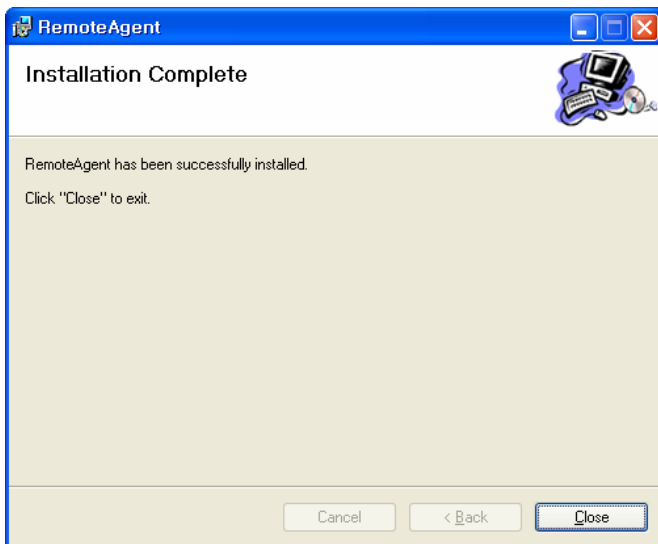 RemoteAgent
Installation Complete
RemoteAgent has been successfully installed.
Click "Close" to exit.
Cancel
< Back
Close